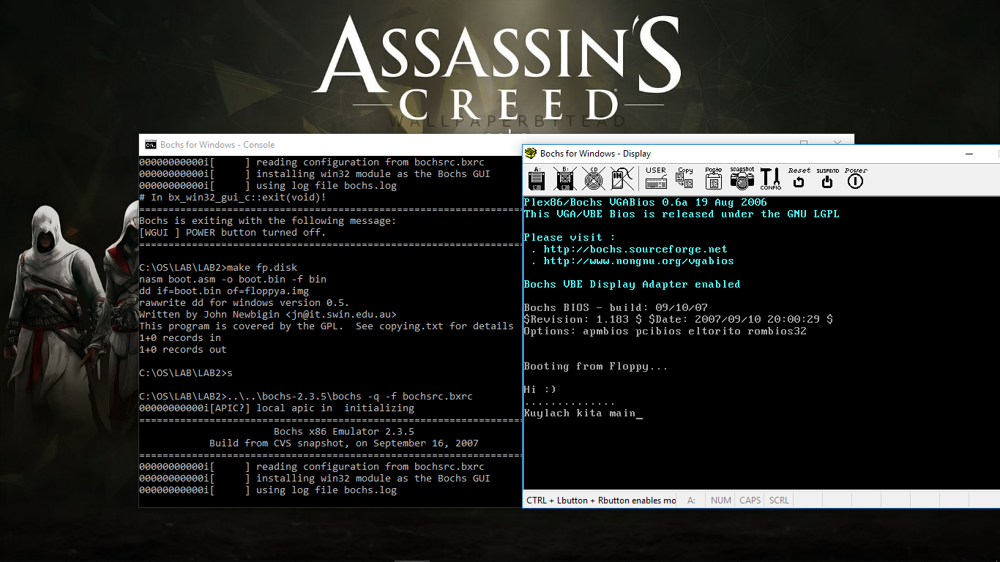 ASSASSIN'S
CREED
WALLPAPERBYTEAD
Bochs for Windows - Console
00000000000i[     ] reading configuration from bochsrc.bxrc
00000000000i[     ] installing win32 module as the Bochs GUI
00000000000i[     ] using log file bochs.log
# In bx_win32_gui_c::exit(void)!
========================================================================
Bochs is exiting with the following message:
[WGUI ] POWER button turned off.
========================================================================
C:\OS\LAB\LAB2>make fp.disk
nasm boot.asm -o boot.bin -f bin
dd if=boot.bin of=floppya.img
rawwrite dd for windows version 0.5.
Written by John Newbigin <jn@it.swin.edu.au>
This program is covered by the GPL.  See copying.txt for details
1+0 records in
1+0 records out
C:\OS\LAB\LAB2>s
C:\OS\LAB\LAB2>..\..\bochs-2.3.5\bochs -q -f bochsrc.bxrc
00000000000i[APIC?] local apic in  initializing
========================================================================
Bochs x86 Emulator 2.3.5
Build from CVS snapshot, on September 16, 2007
========================================================================
00000000000i[     ] reading configuration from bochsrc.bxrc
00000000000i[     ] installing win32 module as the Bochs GUI
00000000000i[     ] using log file bochs.log
Bochs for Windows - Display
A: B: CD USER Copy Paste snapshot CONFIG Reset SUSPEND Power
Plex86/Bochs VGABios 0.6a 19 Aug 2006
This VGA/VBE Bios is released under the GNU LGPL
Please visit :
. http://bochs.sourceforge.net
. http://www.nongnu.org/vgabios
Bochs VBE Display Adapter enabled
Bochs BIOS - build: 09/10/07
$Revision: 1.183 $ $Date: 2007/09/10 20:00:29 $
Options: apmbios pcibios eltorito rombios32
Booting from Floppy...
Hi :)
..............
Kuylach kita main_
CTRL + Lbutton + Rbutton enables mo A: NUM CAPS SCRL